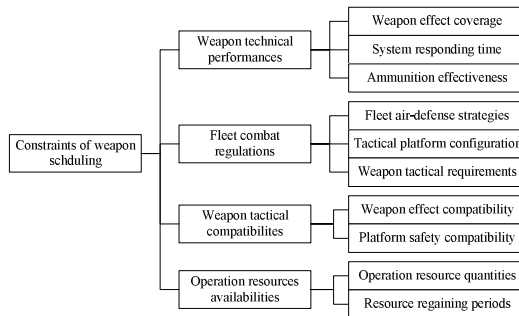 Constraints of weapon
schduling
Weapon technical
performances
Weapon effect coverage
System responding time
Ammunition effectiveness
Fleet combat
regulations
Fleet air-defense strategies
Tactical platform configuration
Weapon tactical requirements
Weapon tactical
compatibilites
Weapon effect compatibility
Platform safety compatibility
Operation resources
availabilities
Operation resource quantities
Resource regaining periods